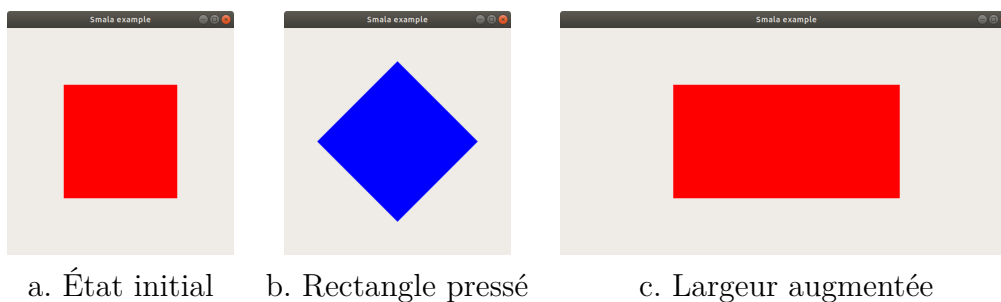 Smala example
Smala example
Smala example
a. État initial
b. Rectangle pressé
c. Largeur augmentée